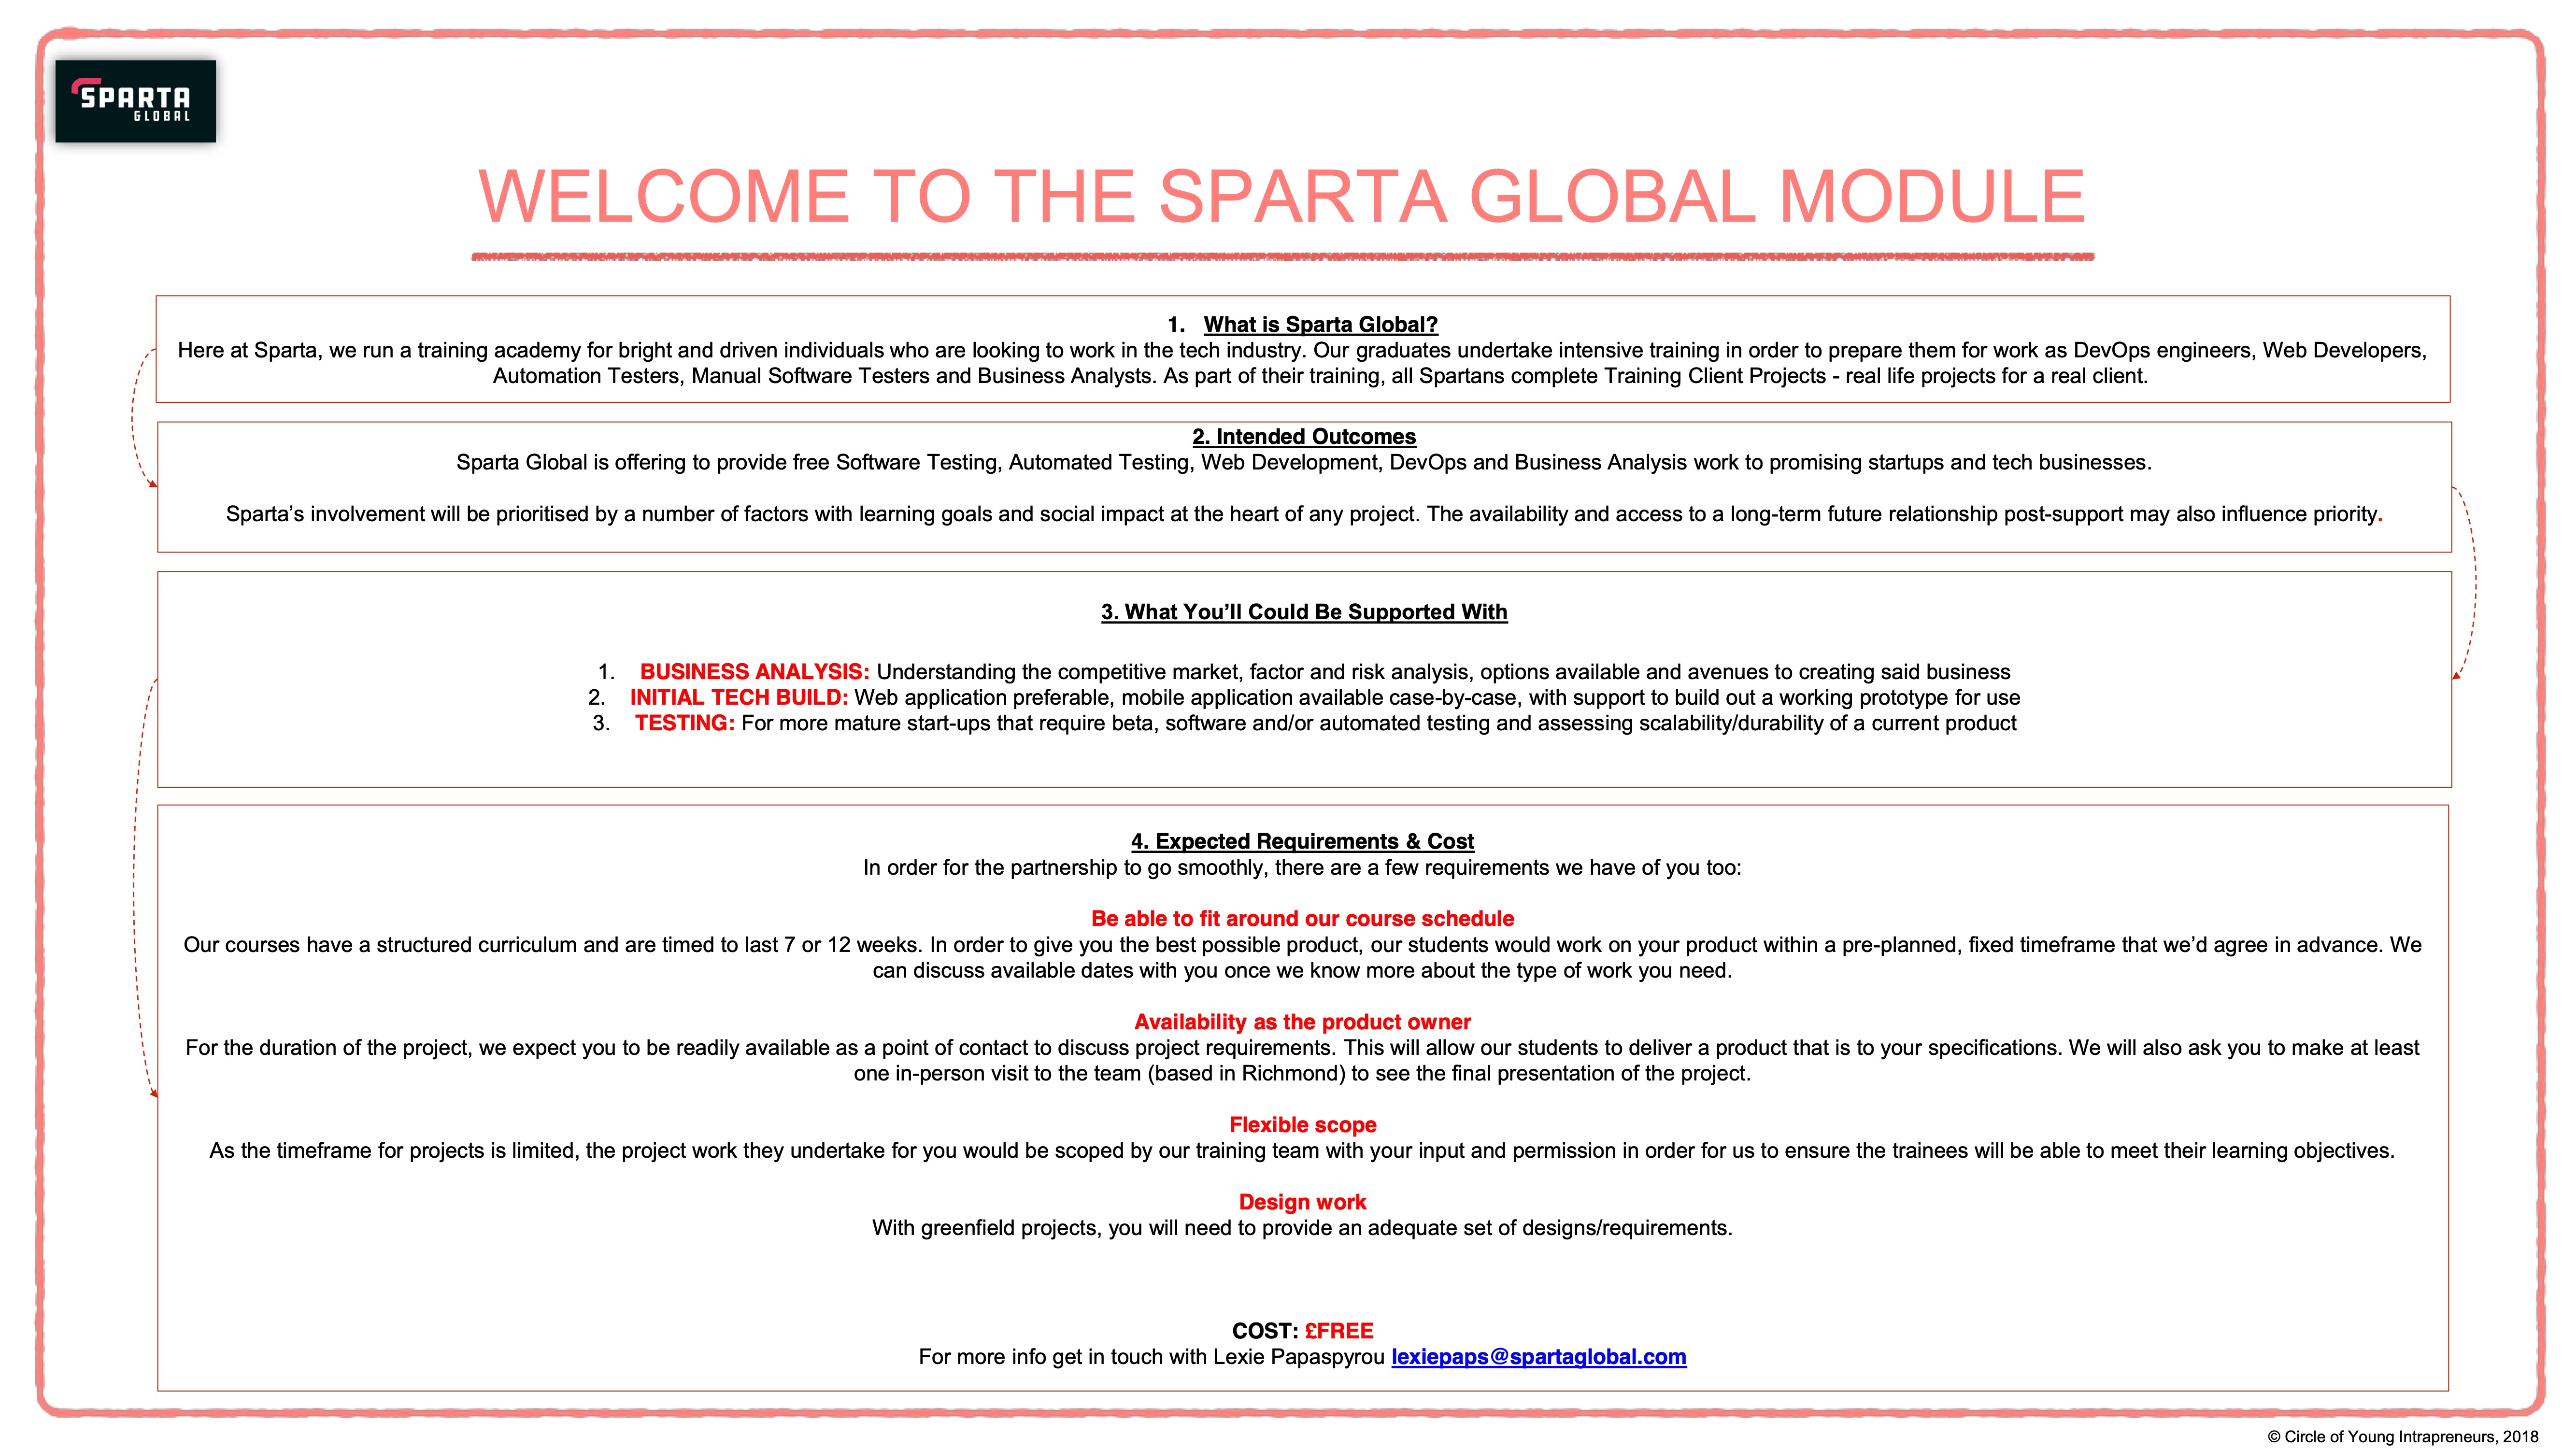 SPARTA
GLOBAL
WELCOME TO THE SPARTA GLOBAL MODULE
1. What is Sparta Global?
Here at Sparta, we run a training academy for bright and driven individuals who are looking to work in the tech industry. Our graduates undertake intensive training in order to prepare them for work as DevOps engineers, Web Developers,
Automation Testers, Manual Software Testers and Business Analysts. As part of their training, all Spartans complete Training Client Projects - real life projects for a real client.
2. Intended Outcomes
Sparta Global is offering to provide free Software Testing, Automated Testing, Web Development, DevOps and Business Analysis work to promising startups and tech businesses.
Sparta’s involvement will be prioritised by a number of factors with learning goals and social impact at the heart of any project. The availability and access to a long-term future relationship post-support may also influence priority.
3. What You’ll Could Be Supported With
1. BUSINESS ANALYSIS: Understanding the competitive market, factor and risk analysis, options available and avenues to creating said business
2. INITIAL TECH BUILD: Web application preferable, mobile application available case-by-case, with support to build out a working prototype for use
3. TESTING: For more mature start-ups that require beta, software and/or automated testing and assessing scalability/durability of a current product
4. Expected Requirements & Cost
In order for the partnership to go smoothly, there are a few requirements we have of you too:
Be able to fit around our course schedule
Our courses have a structured curriculum and are timed to last 7 or 12 weeks. In order to give you the best possible product, our students would work on your product within a pre-planned, fixed timeframe that we’d agree in advance. We
can discuss available dates with you once we know more about the type of work you need.
Availability as the product owner
For the duration of the project, we expect you to be readily available as a point of contact to discuss project requirements. This will allow our students to deliver a product that is to your specifications. We will also ask you to make at least
one in-person visit to the team (based in Richmond) to see the final presentation of the project.
Flexible scope
As the timeframe for projects is limited, the project work they undertake for you would be scoped by our training team with your input and permission in order for us to ensure the trainees will be able to meet their learning objectives.
Design work
With greenfield projects, you will need to provide an adequate set of designs/requirements.
COST: £FREE
For more info get in touch with Lexie Papaspyrou lexiepaps@spartaglobal.com
© Circle of Young Intrapreneurs, 2018